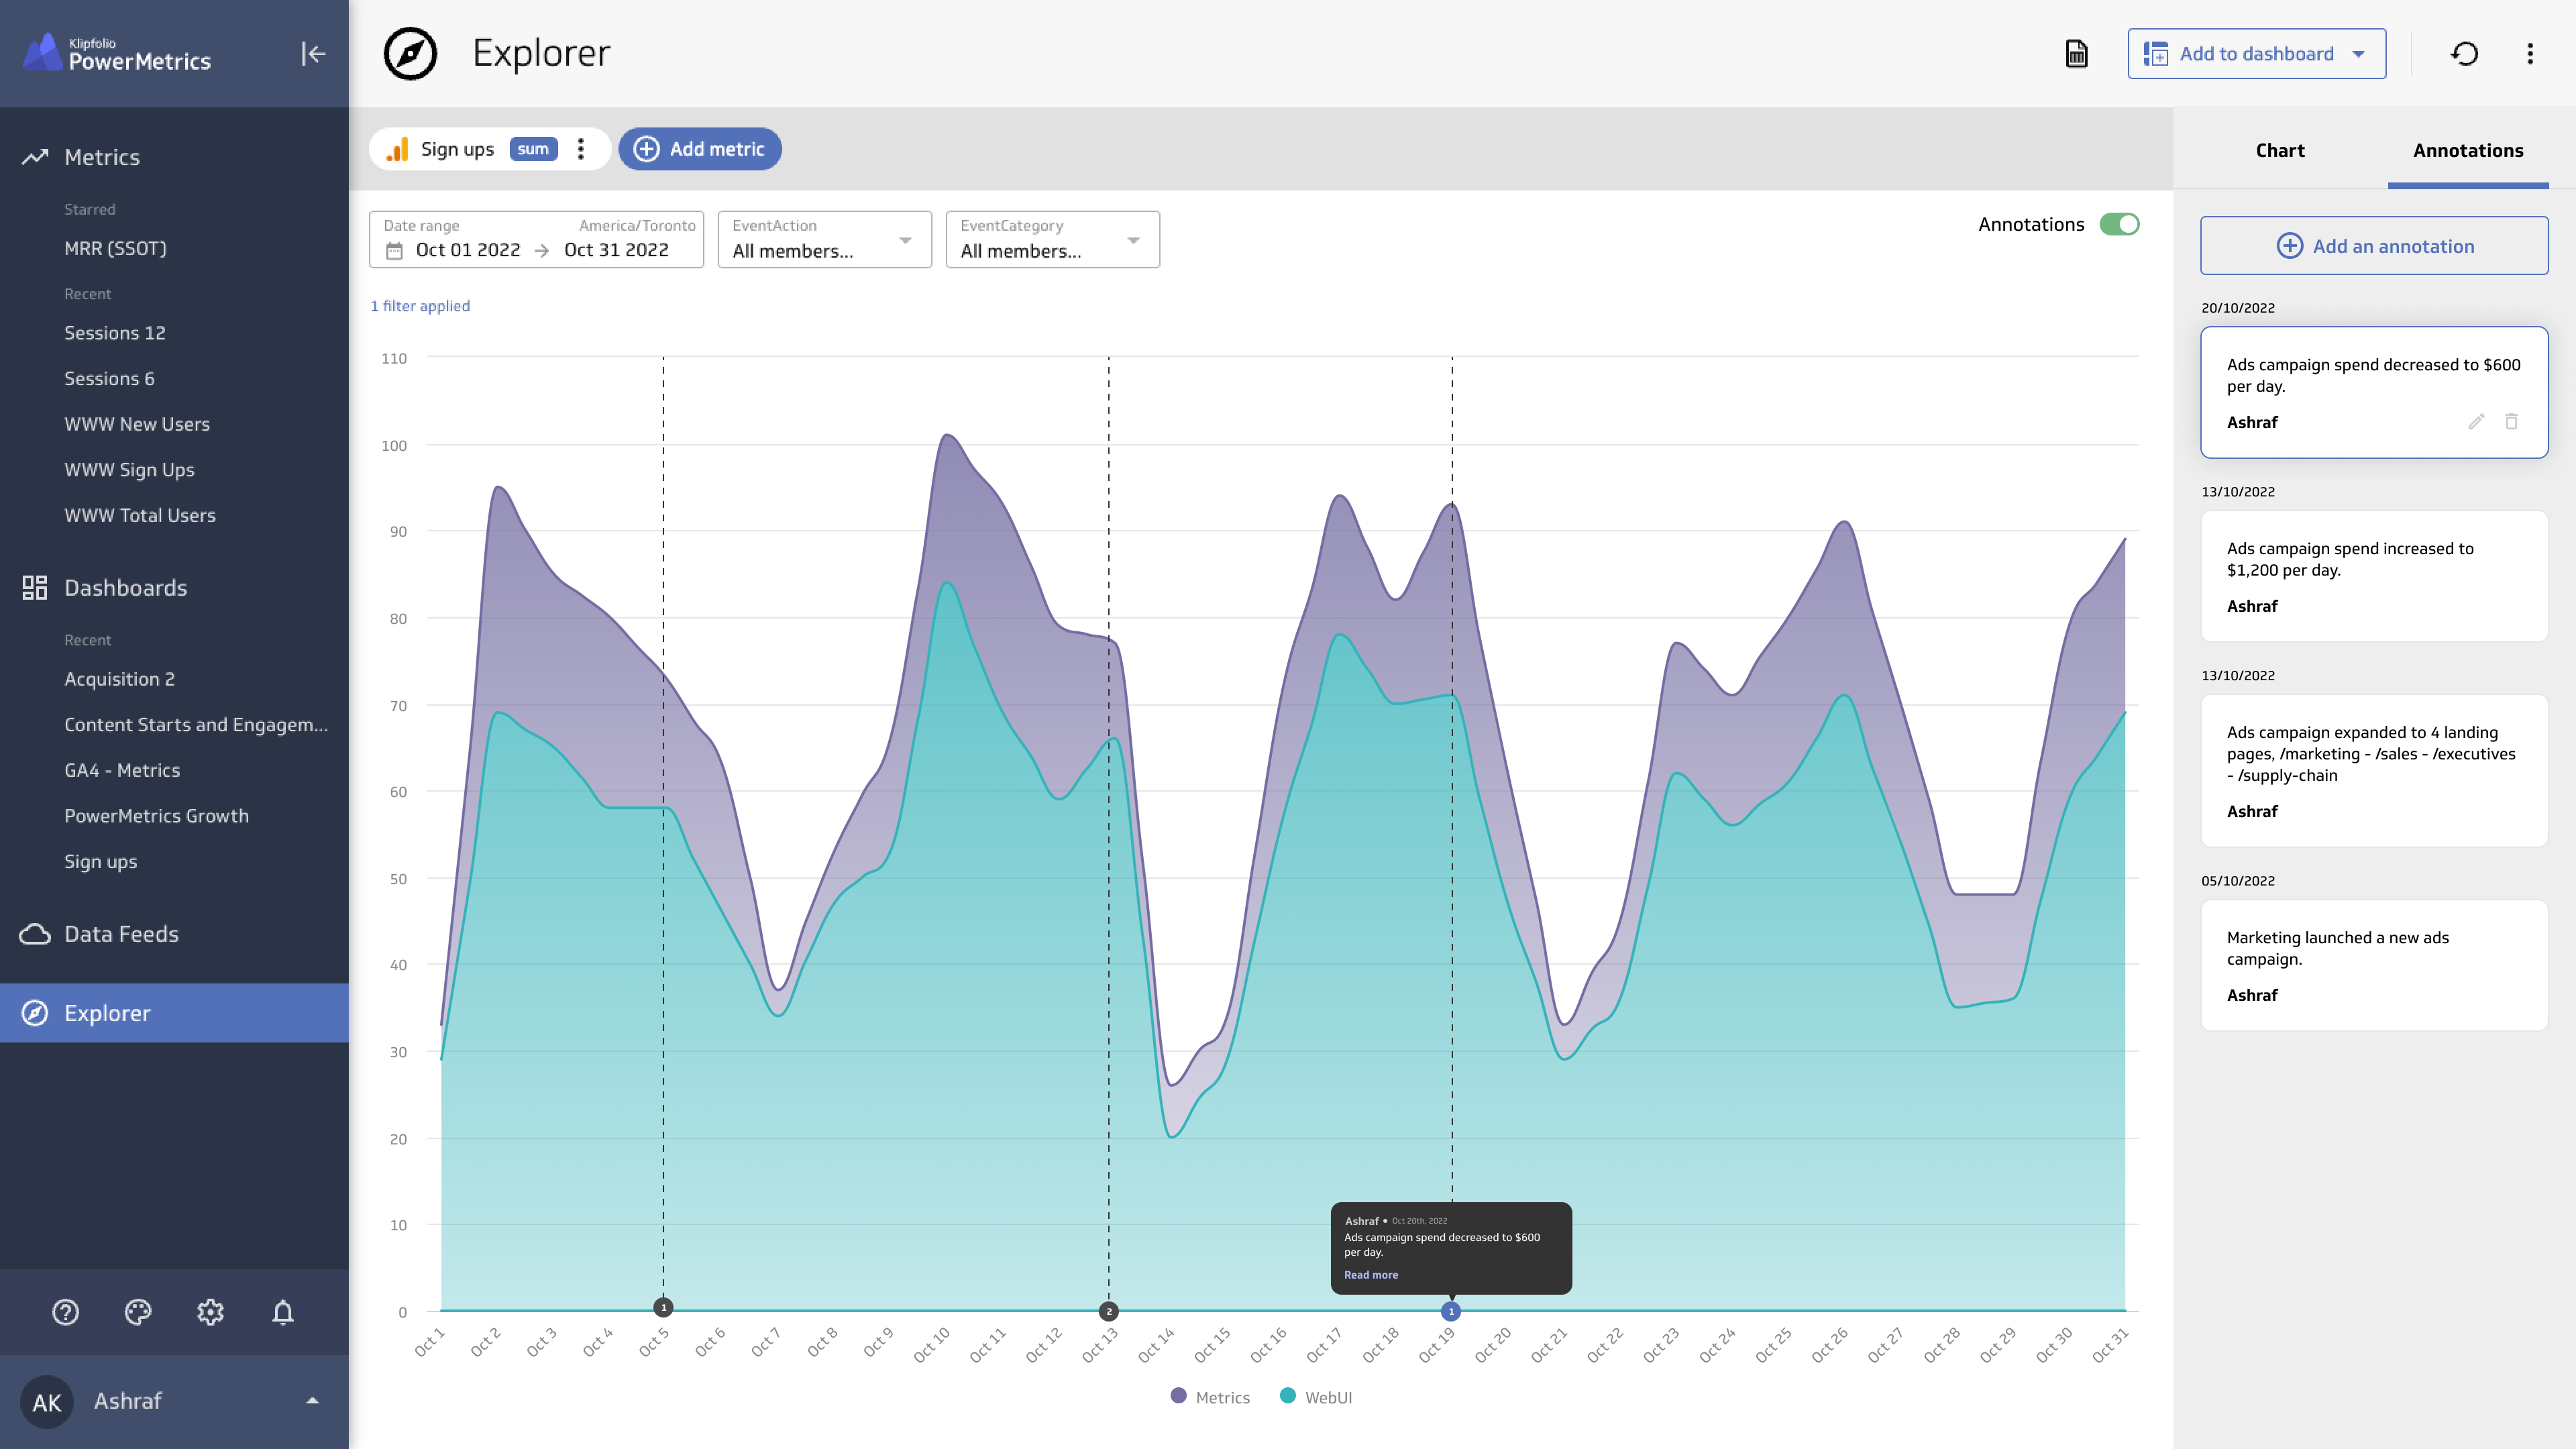 Klipfolio
PowerMetrics
Metrics
Starred
MRR (SSOT)
Recent
Sessions 12
Sessions 6
WWW New Users
WWW Sign Ups
WWW Total Users
Dashboards
Recent
Acquisition 2
Content Starts and Engagem...
GA4 - Metrics
PowerMetrics Growth
Sign ups
Data Feeds
Explorer
AK Ashraf
Explorer
Add to dashboard
Sign ups sum
Add metric
Date range America/Toronto
Oct 01 2022 → Oct 31 2022
EventAction
All members...
EventCategory
All members...
Annotations
1 filter applied
110
100
90
80
70
60
50
40
30
20
10
0
1
2
1
Ashraf • Oct 20th, 2022
Ads campaign spend decreased to $600
per day.
Read more
Oct 1
Oct 2
Oct 3
Oct 4
Oct 5
Oct 6
Oct 7
Oct 8
Oct 9
Oct 10
Oct 11
Oct 12
Oct 13
Oct 14
Oct 15
Oct 16
Oct 17
Oct 18
Oct 19
Oct 20
Oct 21
Oct 22
Oct 23
Oct 24
Oct 25
Oct 26
Oct 27
Oct 28
Oct 29
Oct 30
Oct 31
Metrics WebUI
Chart Annotations
Add an annotation
20/10/2022
Ads campaign spend decreased to $600
per day.
Ashraf
13/10/2022
Ads campaign spend increased to
$1,200 per day.
Ashraf
13/10/2022
Ads campaign expanded to 4 landing
pages, /marketing - /sales - /executives
- /supply-chain
Ashraf
05/10/2022
Marketing launched a new ads
campaign.
Ashraf